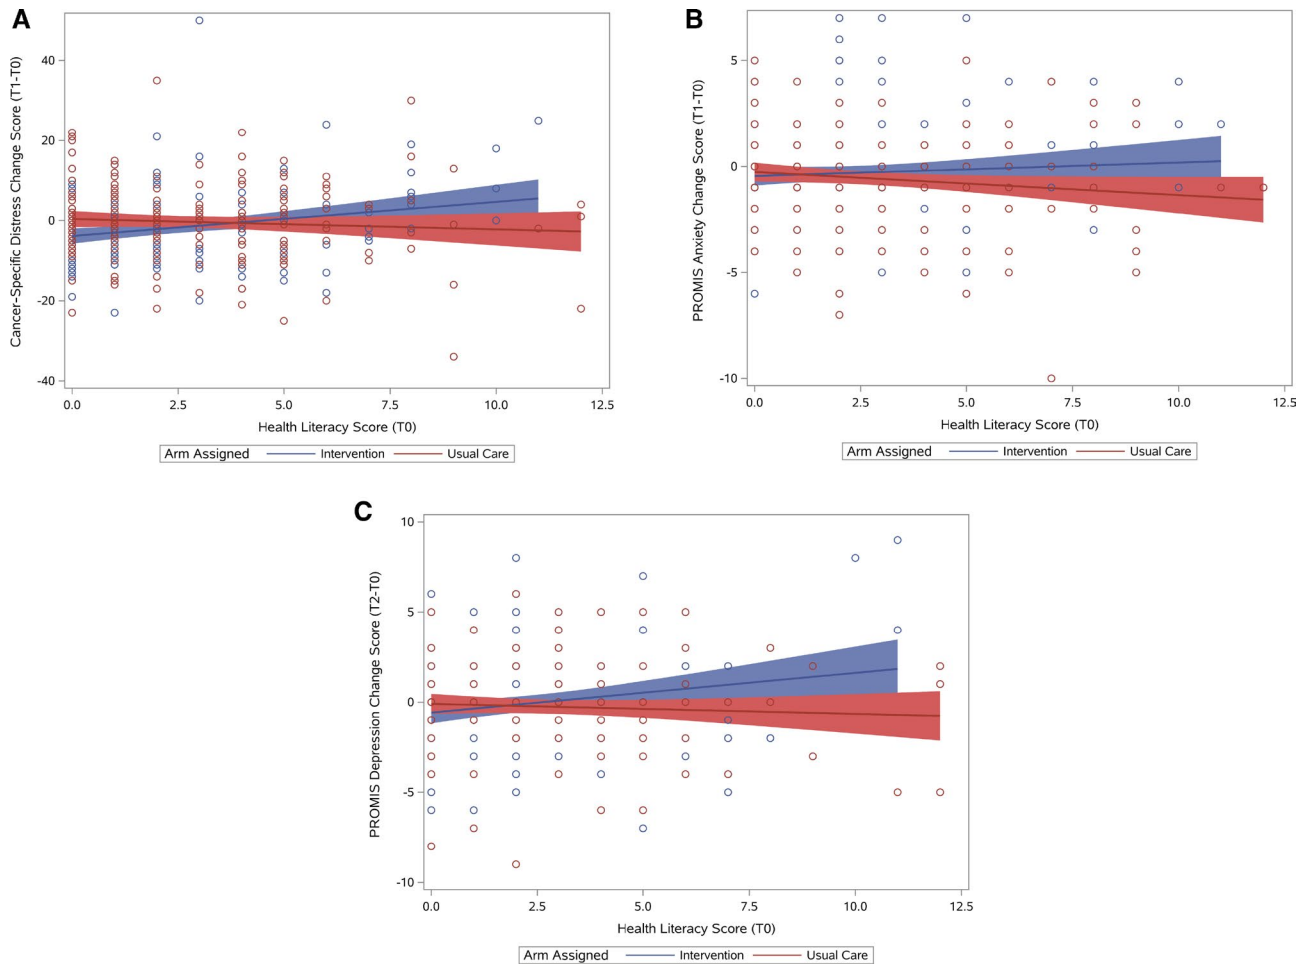 A
Cancer-Specific Distress Change Score (T1-T0)
40
20
0
-20
-40
0.0 2.5 5.0 7.5 10.0 12.5
Health Literacy Score (T0)
Arm Assigned Intervention Usual Care
B
PROMIS Anxiety Change Score (T1-T0)
5
0
-5
-10
0.0 2.5 5.0 7.5 10.0 12.5
Health Literacy Score (T0)
Arm Assigned Intervention Usual Care
C
PROMIS Depression Change Score (T2-T0)
10
5
0
-5
-10
0.0 2.5 5.0 7.5 10.0 12.5
Health Literacy Score (T0)
Arm Assigned Intervention Usual Care